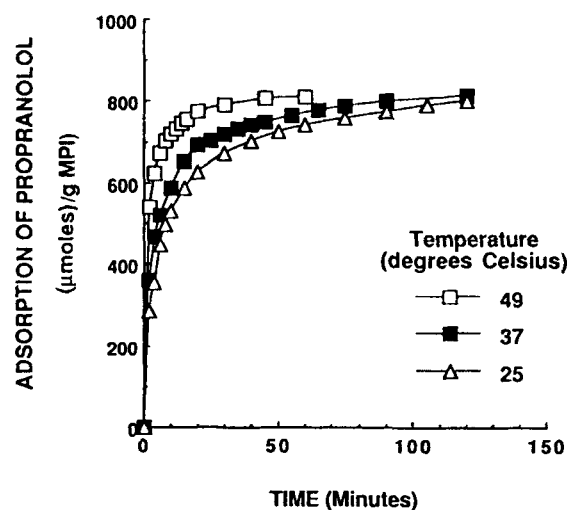 ADSORPTION OF PROPRANOLOL
(μmoles)/g MPI
1000
800
600
400
200
0
0
50
100
150
TIME (Minutes)
Temperature
(degrees Celsius)
49
37
25